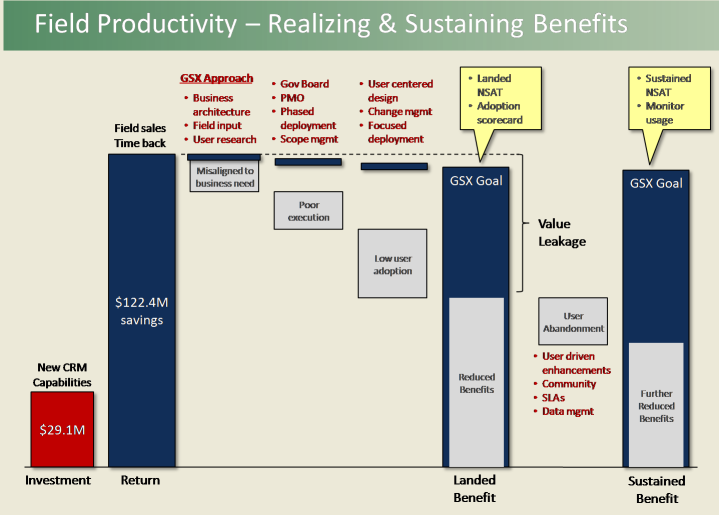 Field Productivity – Realizing & Sustaining Benefits
GSX Approach
• Business
architecture
• Field input
• User research
• Gov Board
• PMO
• Phased
deployment
• Scope mgmt
• User centered
design
• Change mgmt
• Focused
deployment
• Landed
NSAT
• Adoption
scorecard
• Sustained
NSAT
• Monitor
usage
Field sales
Time back
Misaligned to
business need
Poor
execution
Low user
adoption
GSX Goal
GSX Goal
Value
Leakage
$122.4M
savings
User
Abandonment
• User driven
enhancements
• Community
• SLAs
• Data mgmt
New CRM
Capabilities
$29.1M
Reduced
Benefits
Further
Reduced
Benefits
Investment
Return
Landed
Benefit
Sustained
Benefit